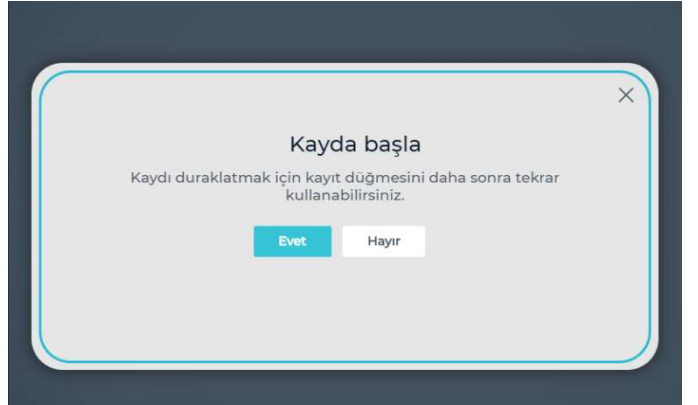 Kayda başla
Kaydı duraklatmak için kayıt düğmesini daha sonra tekrar
kullanabilirsiniz.
Evet
Hayır